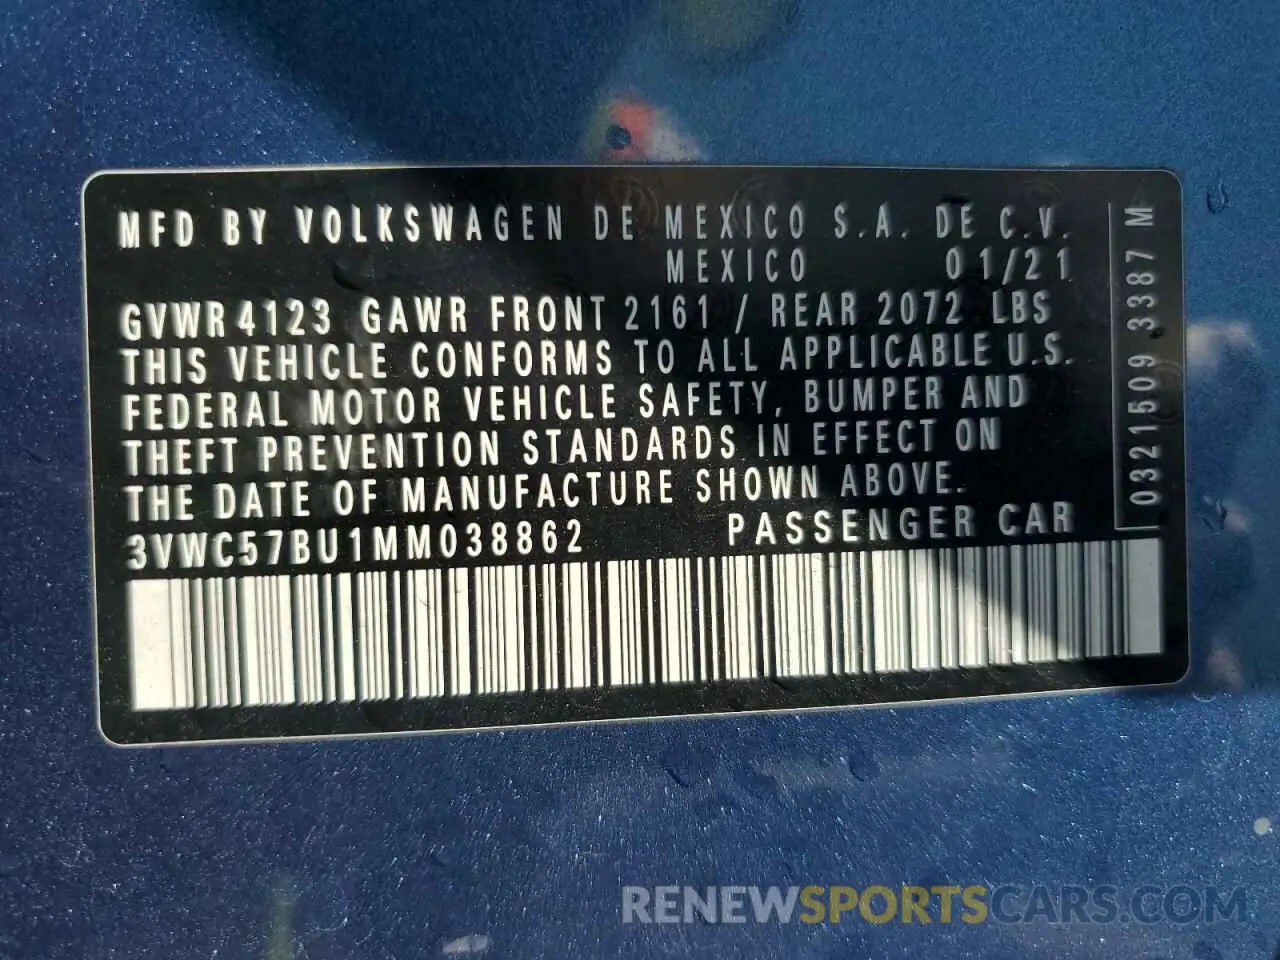 MFD BY VOLKSWAGEN DE MEXICO S.A. DE C.V.
MEXICO 01/21
GVWR 4123 GAWR FRONT 2161 / REAR 2072 LBS
THIS VEHICLE CONFORMS TO ALL APPLICABLE U.S.
FEDERAL MOTOR VEHICLE SAFETY, BUMPER AND
THEFT PREVENTION STANDARDS IN EFFECT ON
THE DATE OF MANUFACTURE SHOWN ABOVE.
3VWC57BU1MM038862 PASSENGER CAR
0321509 3387 M
RENEWSPORTSCARS.COM